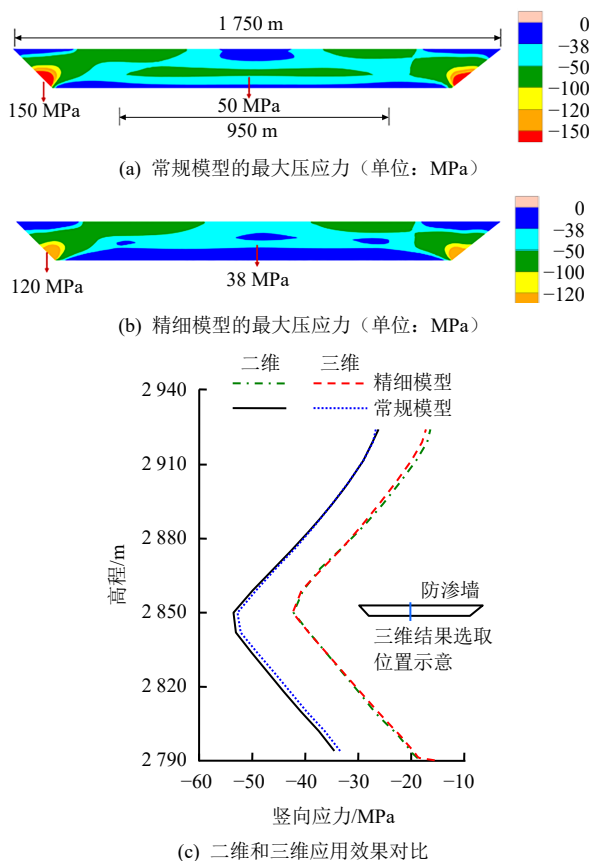 1 750 m
0
−38
−50
−100
−120
−150
150 MPa
50 MPa
950 m
(a) 常规模型的最大压应力（单位：MPa）
0
−38
−50
−100
−120
120 MPa
38 MPa
(b) 精细模型的最大压应力（单位：MPa）
二维 三维
精细模型
常规模型
2 940
2 910
2 880
2 850
2 820
2 790
高程/m
防渗墙
三维结果选取
位置示意
−60 −50 −40 −30 −20 −10
竖向应力/MPa
(c) 二维和三维应用效果对比